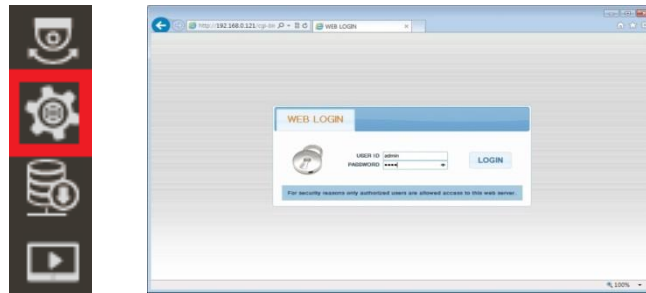 http://192.168.0.121/cgi-bin
WEB LOGIN
WEB LOGIN
USER ID admin
PASSWORD ••••
LOGIN
For security reasons only authorized users are allowed access to this web server.
100%